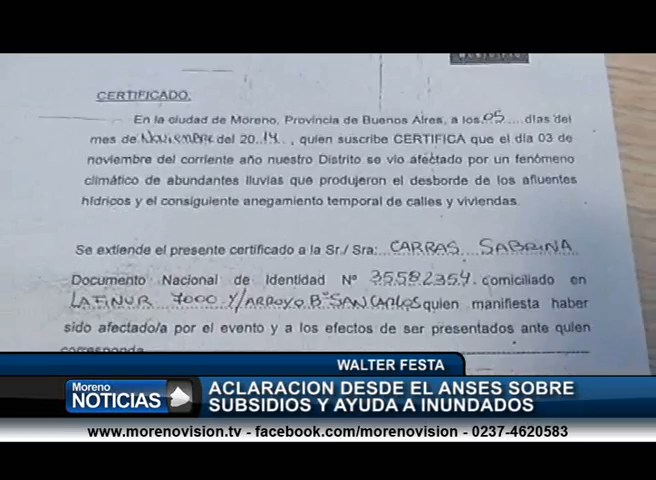 CERTIFICADO.
En la ciudad de Moreno, Provincia de Buenos Aires, a los 05 días del
mes de Noviembre del 2014, quien suscribe CERTIFICA que el día 03 de
noviembre del corriente año nuestro Distrito se vio afectado por un fenómeno
climático de abundantes lluvias que produjeron el desborde de los afluentes
hídricos y el consiguiente anegamiento temporal de calles y viviendas.
Se extiende el presente certificado a la Sr./ Sra: CARRAS SABRINA
Documento Nacional de Identidad Nº 35582354 domiciliado en
7000 Y/ARROYO Bº SAN CARLOS quien manifiesta haber
sido afectado/a por el evento y a los efectos de ser presentados ante quien
corresponda
WALTER FESTA
Moreno
NOTICIAS
ACLARACION DESDE EL ANSES SOBRE
SUBSIDIOS Y AYUDA A INUNDADOS
www.morenovision.tv - facebook.com/morenovision - 0237-4620583